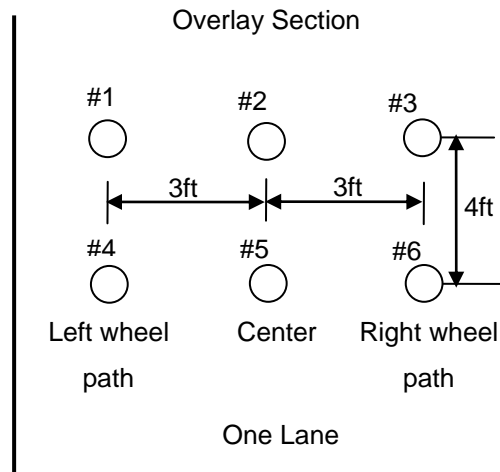 Overlay Section
#1
#2
#3
3ft
3ft
4ft
#4
#5
#6
Left wheel
path
Center
Right wheel
path
One Lane